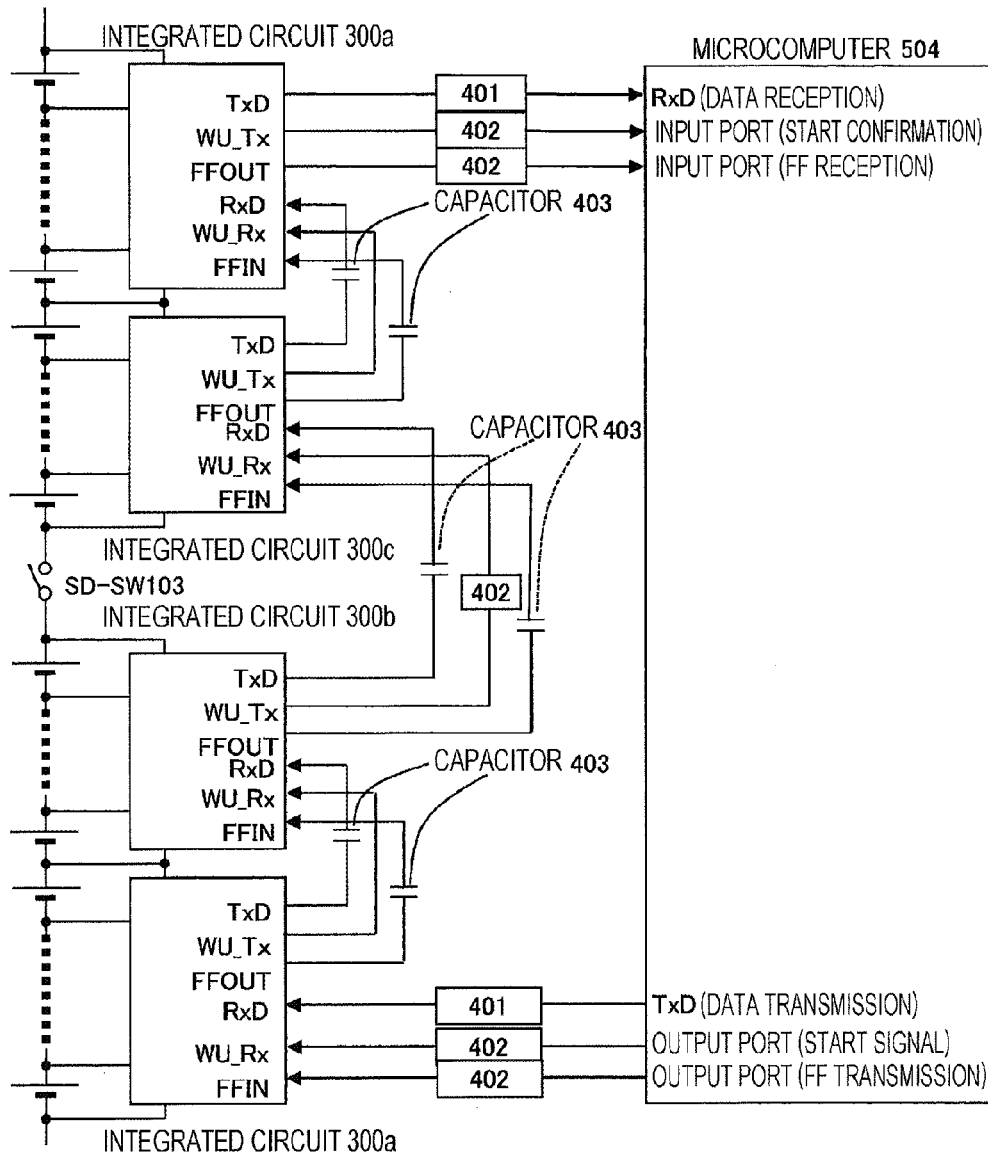 INTEGRATED CIRCUIT 300a
MICROCOMPUTER 504
TxD
401
RxD (DATA RECEPTION)
WU_Tx
402
INPUT PORT (START CONFIRMATION)
FFOUT
402
INPUT PORT (FF RECEPTION)
RxD
CAPACITOR 403
WU_Rx
FFIN
TxD
WU_Tx
FFOUT
RxD
CAPACITOR 403
WU_Rx
FFIN
INTEGRATED CIRCUIT 300c
SD-SW103
402
INTEGRATED CIRCUIT 300b
TxD
WU_Tx
FFOUT
RxD
CAPACITOR 403
WU_Rx
FFIN
TxD
WU_Tx
FFOUT
RxD
401
TxD (DATA TRANSMISSION)
WU_Rx
402
OUTPUT PORT (START SIGNAL)
FFIN
402
OUTPUT PORT (FF TRANSMISSION)
INTEGRATED CIRCUIT 300a